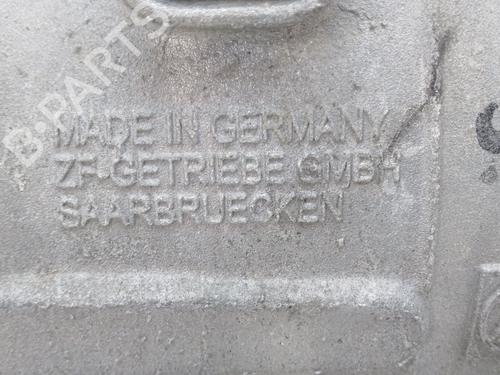 B-PARTS
MADE IN GERMANY
ZF-GETRIEBE GMBH
SAARBRUECKEN